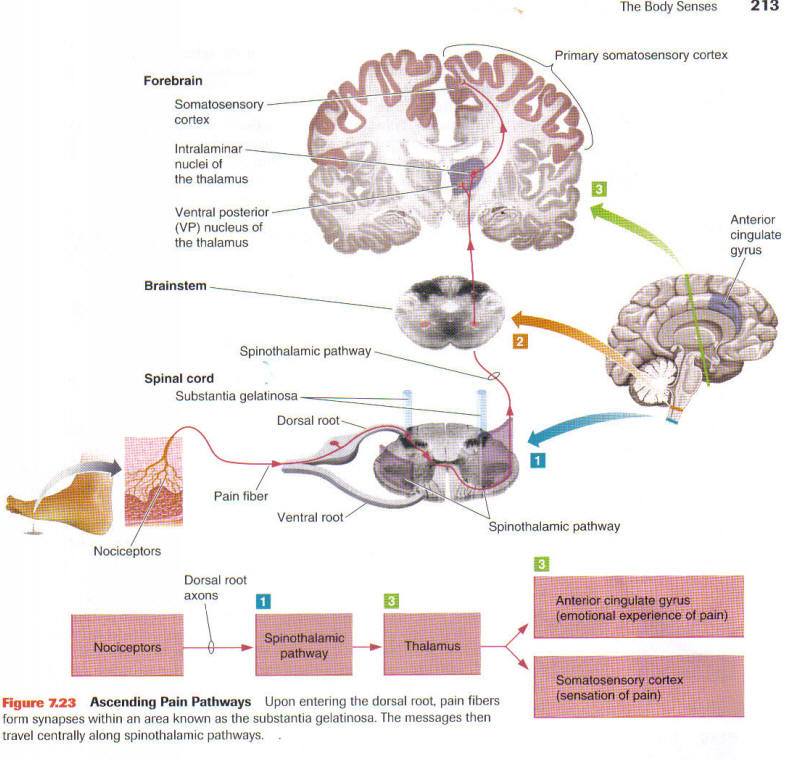 The Body Senses 213
Primary somatosensory cortex
Forebrain
Somatosensory
cortex
Intralaminar
nuclei of
the thalamus
Ventral posterior
(VP) nucleus of
the thalamus
3
Anterior
cingulate
gyrus
Brainstem
2
Spinothalamic pathway
Spinal cord
Substantia gelatinosa
Dorsal root
1
Pain fiber
Ventral root
Spinothalamic pathway
Nociceptors
Dorsal root
axons
1
3
3
Nociceptors
Spinothalamic
pathway
Thalamus
Anterior cingulate gyrus
(emotional experience of pain)
Somatosensory cortex
(sensation of pain)
Figure 7.23 Ascending Pain Pathways Upon entering the dorsal root, pain fibers
form synapses within an area known as the substantia gelatinosa. The messages then
travel centrally along spinothalamic pathways.